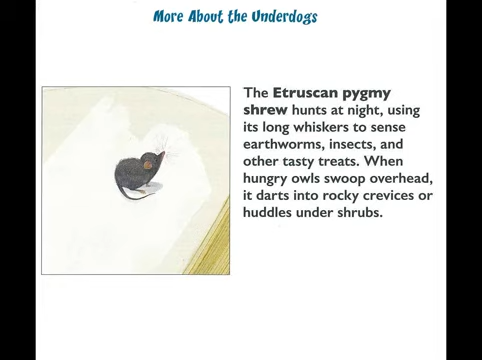 More About the Underdogs
The Etruscan pygmy
shrew hunts at night, using
its long whiskers to sense
earthworms, insects, and
other tasty treats. When
hungry owls swoop overhead,
it darts into rocky crevices or
huddles under shrubs.